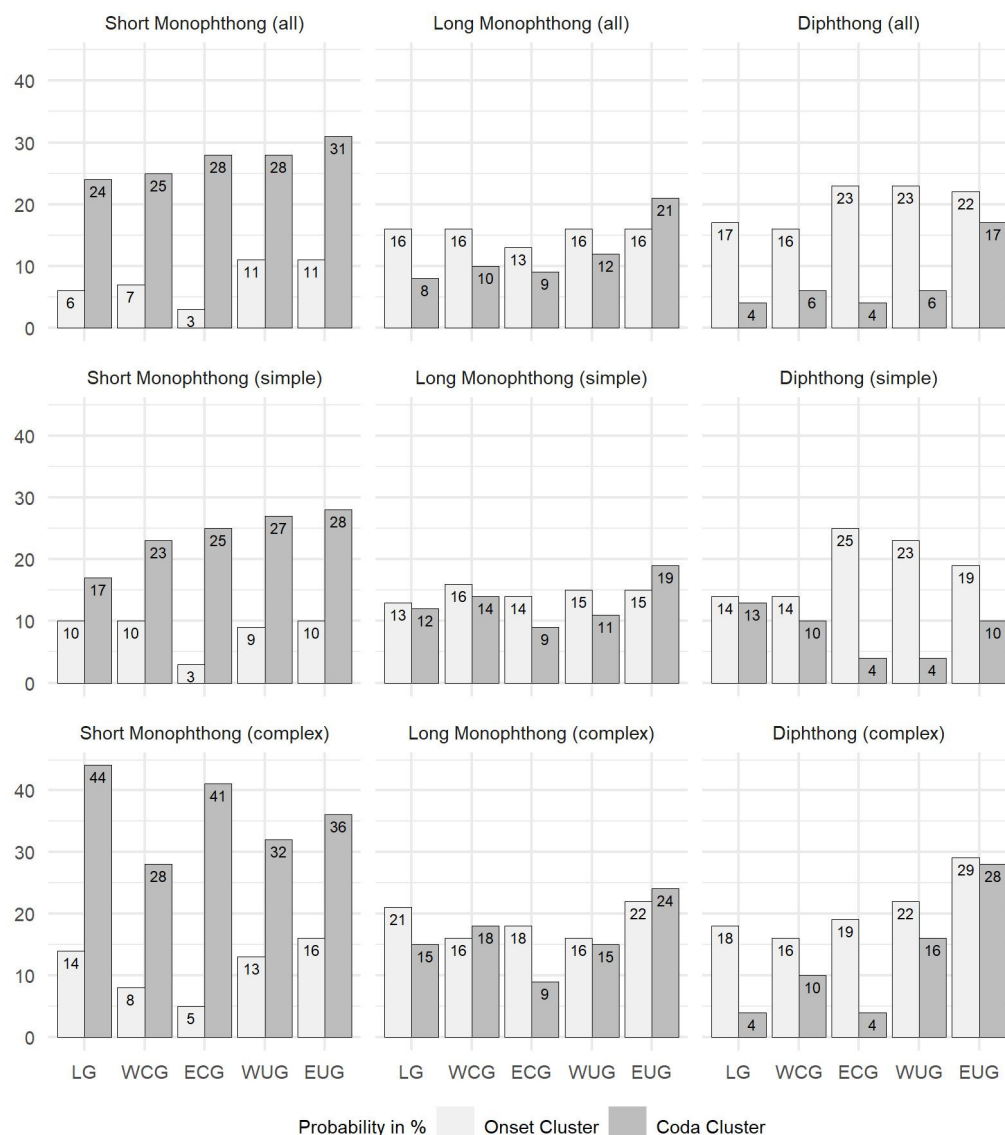 Short Monophthong (all) Long Monophthong (all) Diphthong (all)
40
30
20
10
0
6 24 7 25 3 28 11 28 11 31
16 8 16 10 13 9 16 12 16 21
17 4 16 6 23 4 23 6 22 17
Short Monophthong (simple) Long Monophthong (simple) Diphthong (simple)
40
30
20
10
0
10 17 10 23 3 25 9 27 10 28
13 12 16 14 14 9 15 11 15 19
14 13 14 10 25 4 23 4 19 10
Short Monophthong (complex) Long Monophthong (complex) Diphthong (complex)
40
30
20
10
0
14 44 8 28 5 41 13 32 16 36
21 15 16 18 18 9 16 15 22 24
18 4 16 10 19 4 22 16 29 28
LG WCG ECG WUG EUG LG WCG ECG WUG EUG LG WCG ECG WUG EUG
Probability in % Onset Cluster Coda Cluster